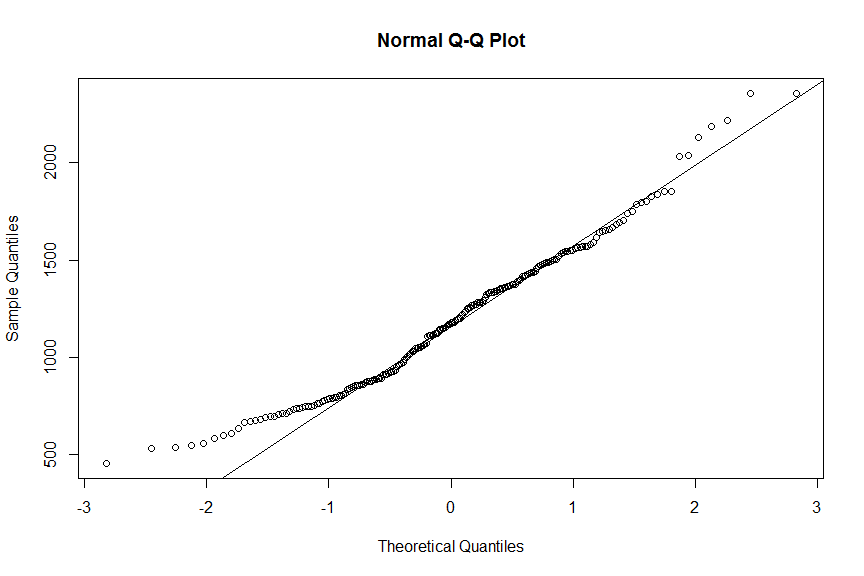 Normal Q-Q Plot
Sample Quantiles
2000
1500
1000
500
-3 -2 -1 0 1 2 3
Theoretical Quantiles